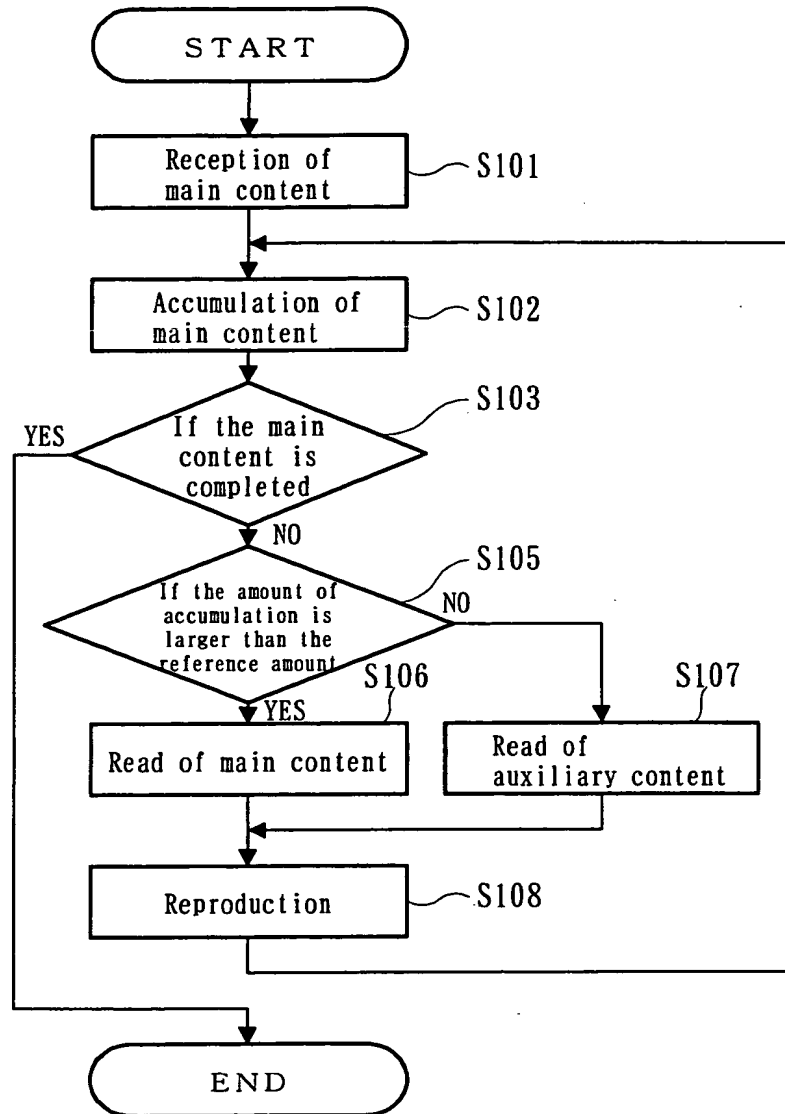 START
Reception of
main content
S101
Accumulation of
main content
S102
S103
YES
If the main
content is
completed
NO
S105
If the amount of
accumulation is
larger than the
reference amount
NO
S106
S107
YES
Read of main content
Read of
auxiliary content
Reproduction
S108
END